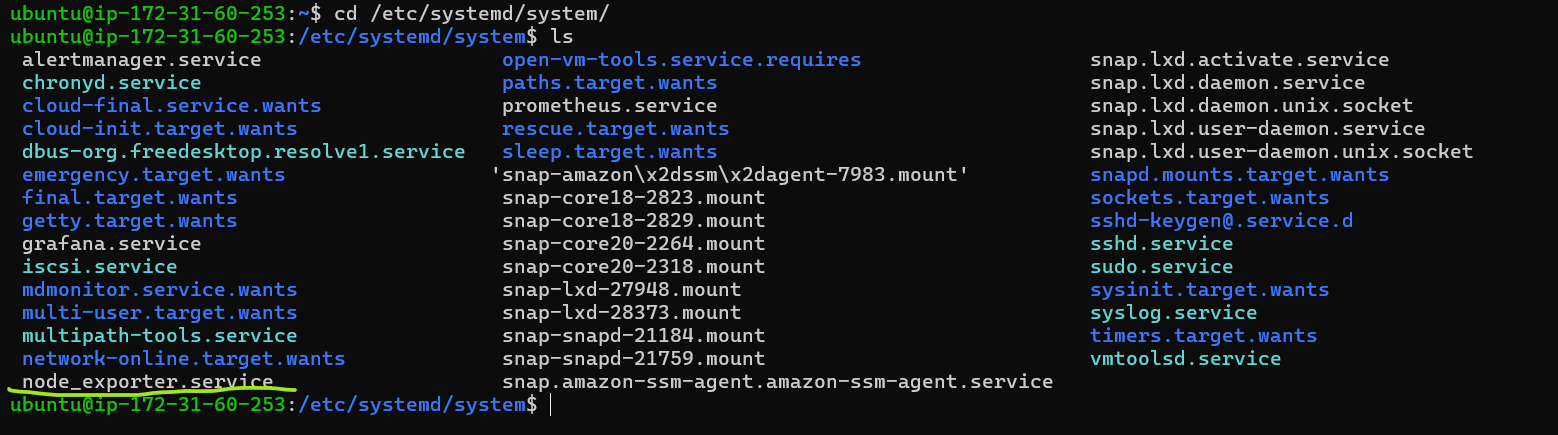 ubuntu@ip-172-31-60-253:~$ cd /etc/systemd/system/
ubuntu@ip-172-31-60-253:/etc/systemd/system$ ls
alertmanager.service open-vm-tools.service.requires snap.lxd.activate.service
chronyd.service paths.target.wants snap.lxd.daemon.service
cloud-final.service.wants prometheus.service snap.lxd.daemon.unix.socket
cloud-init.target.wants rescue.target.wants snap.lxd.user-daemon.service
dbus-org.freedesktop.resolve1.service sleep.target.wants snap.lxd.user-daemon.unix.socket
emergency.target.wants 'snap-amazon\x2dssm\x2dagent-7983.mount' snapd.mounts.target.wants
final.target.wants snap-core18-2823.mount sockets.target.wants
getty.target.wants snap-core18-2829.mount sshd-keygen@.service.d
grafana.service snap-core20-2264.mount sshd.service
iscsi.service snap-core20-2318.mount sudo.service
mdmonitor.service.wants snap-lxd-27948.mount sysinit.target.wants
multi-user.target.wants snap-lxd-28373.mount syslog.service
multipath-tools.service snap-snapd-21184.mount timers.target.wants
network-online.target.wants snap-snapd-21759.mount vmtoolsd.service
node_exporter.service snap.amazon-ssm-agent.amazon-ssm-agent.service
ubuntu@ip-172-31-60-253:/etc/systemd/system$